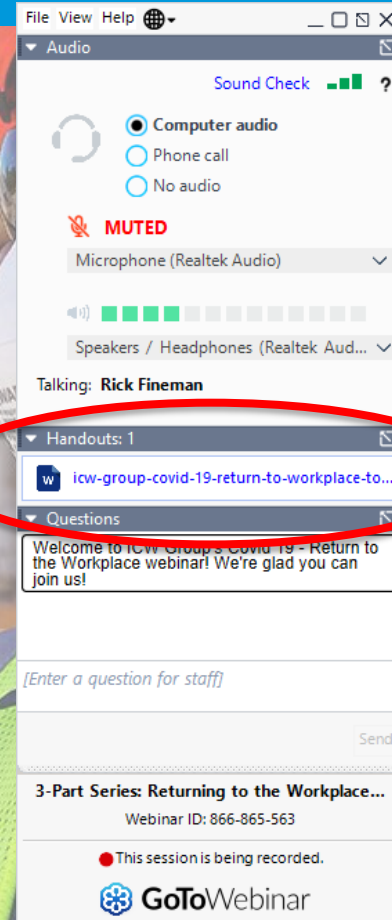 File View Help
Audio
Sound Check ?
Computer audio
Phone call
No audio
MUTED
Microphone (Realtek Audio)
Speakers / Headphones (Realtek Aud...
Talking: Rick Fineman
Handouts: 1
W icw-group-covid-19-return-to-workplace-to...
Questions
Welcome to ICW Group's Covid 19 - Return to
the Workplace webinar! We're glad you can
join us!
[Enter a question for staff]
Send
3-Part Series: Returning to the Workplace...
Webinar ID: 866-865-563
This session is being recorded.
GoToWebinar